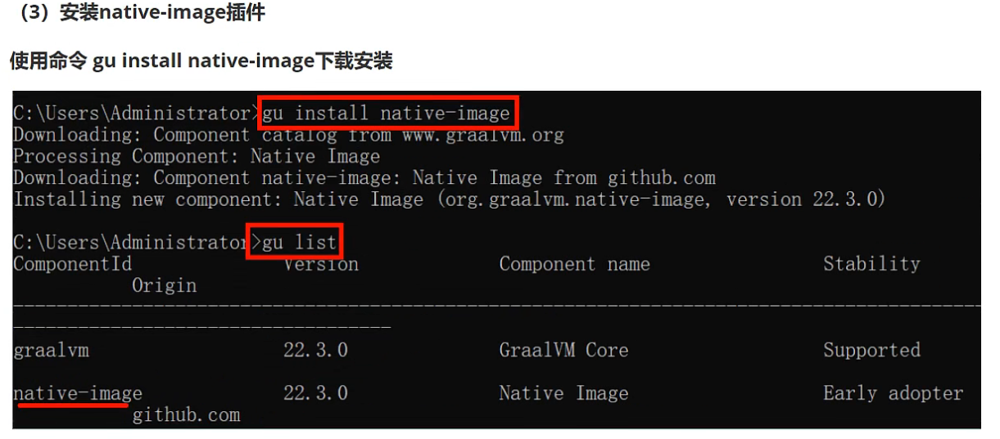 （3）安装native-image插件
使用命令 gu install native-image下载安装
C:\Users\Administrator>gu install native-image
Downloading: Component catalog from www.graalvm.org
Processing Component: Native Image
Downloading: Component native-image: Native Image from github.com
Installing new component: Native Image (org.graalvm.native-image, version 22.3.0)
C:\Users\Administrator>gu list
ComponentId Version Component name Stability
Origin
---------------------------------------------------------------------------------------------------
-----------------------------------
graalvm 22.3.0 GraalVM Core Supported
native-image 22.3.0 Native Image Early adopter
github.com